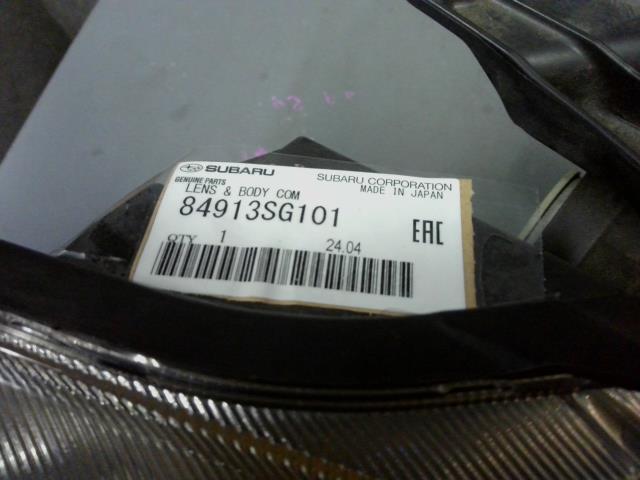 SUBARU SUBARU CORPORATION
GENUINE PARTS MADE IN JAPAN
LENS & BODY COM
84913SG101 EAC
QTY 1 24.04